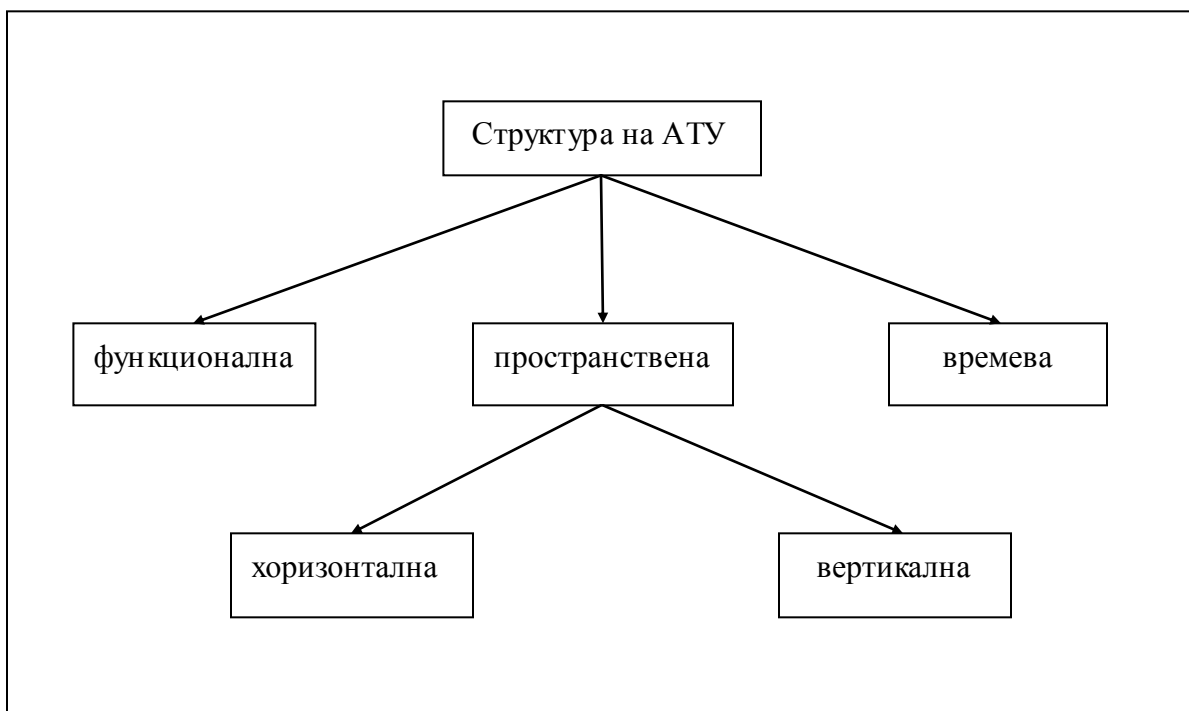 Структура на АТУ
функционална
пространствена
времева
хоризонтална
вертикална